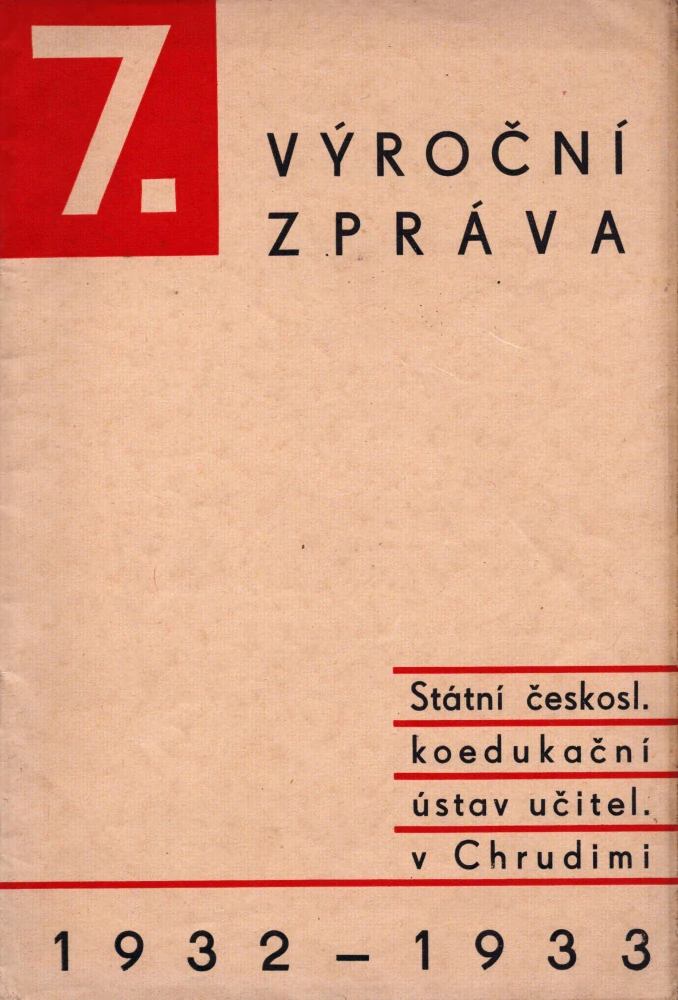 7.
VÝROČNÍ
ZPRÁVA
Státní českosl.
koedukační
ústav učitel.
v Chrudimi
1932 – 1933